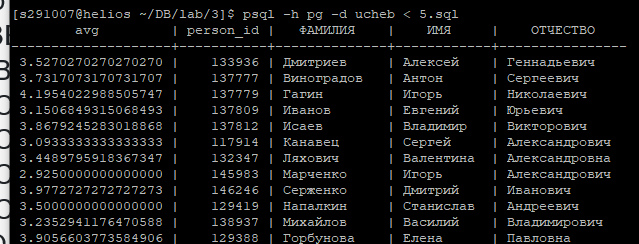 [s291007@helios ~/DB/lab/3]$ psql -h pg -d ucheb < 5.sql
avg | person_id | ФАМИЛИЯ | ИМЯ | ОТЧЕСТВО
3.5270270270270270 | 133936 | Дмитриев | Алексей | Геннадьевич
3.7317073170731707 | 137777 | Виноградов | Антон | Сергеевич
4.1954022988505747 | 137779 | Гагин | Игорь | Николаевич
3.1506849315068493 | 137809 | Иванов | Евгений | Юрьевич
3.8679245283018868 | 137812 | Исаев | Владимир | Викторович
3.0933333333333333 | 117914 | Канавец | Сергей | Александрович
3.4489795918367347 | 132347 | Ляхович | Валентина | Александровна
2.9250000000000000 | 145983 | Марченко | Игорь | Александрович
3.9772727272727273 | 146246 | Серженко | Дмитрий | Иванович
3.5000000000000000 | 129419 | Напалкин | Станислав | Андреевич
3.2352941176470588 | 138937 | Михайлов | Василий | Владимирович
3.9056603773584906 | 129388 | Горбунова | Елена | Павловна